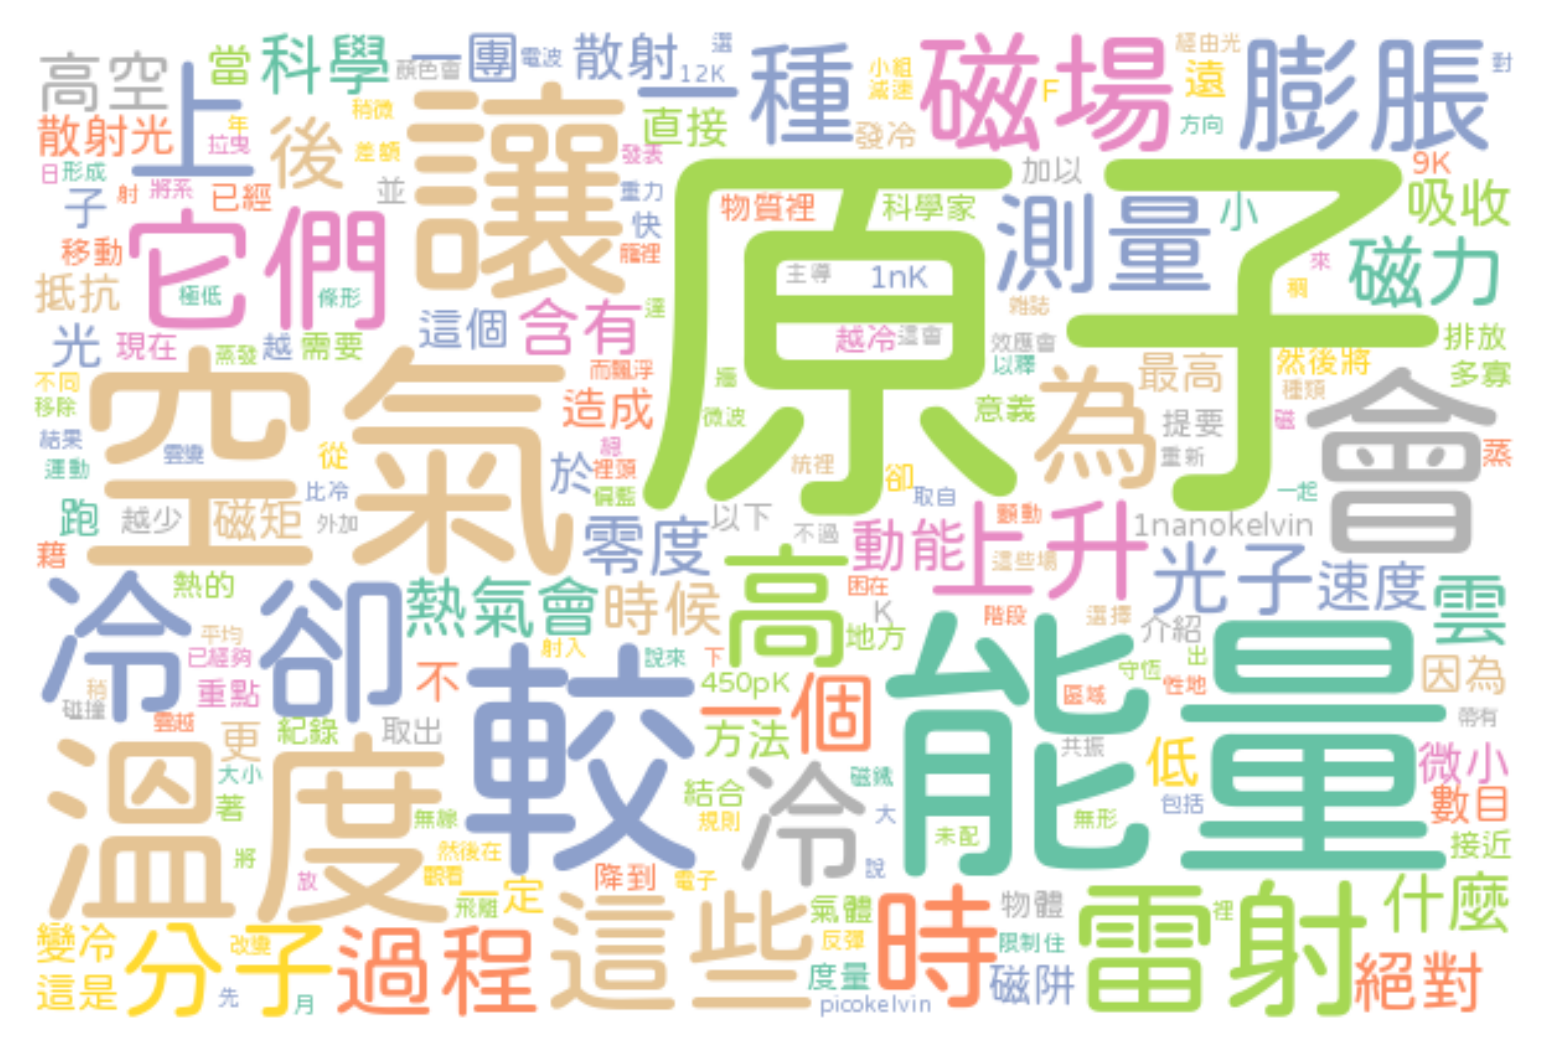 高空
上
當
科學
一團
顏色會
電波
散射
12K
選
一種
小組
減速
磁場
經由光
F
遠
膨脹
對
散射光
年
拉曳
後
稍微
差額
讓
直接
發冷
方向
日
形成
射
將系
並
發表
原子
加以
9K
子
已經
重力
物質裡
科學家
測量
小
吸收
移動
它們
快
主導
1nK
來
磁力
抵抗
極低
條形
這個
含有
越冷
這會
雜誌
光
現在
蒸發
越
需要
效應會
排放
不同
移除
空氣
而飄浮
造成
以釋
為
最高
然後將
種類
多寡
會
結果
運動
從
微波
意義
提要
重新
磁
蒸
比冷
於
裡頭
卻
取自
一起
跑
越少
磁矩
外加
零度
以下
不過
動能
顫動
上升
1nanokelvin
藉
熱的
冷卻
熱氣會
時候
高
困在
這些場
光子
速度
雲
平均
已經夠
射入
說來
下
K
地方
階段
選擇
介紹
能量
稍
碰撞
重點
不
較
450pK
一個
區域
守恆
出
性地
因為
帶有
更
紀錄
取出
方法
共振
低
微小
溫度
大小
著
無線
結合
規則
冷
磁鐵
大
包括
數目
將
然後在
觀看
未配
無形
接近
放
飛離
一定
降到
電子
說
變冷
分子
改變
過程
這些
氣體
反彈
時
物體
雷射
裡
什麼
這是
先
月
度量
picokelvin
限制住
磁阱
絕對